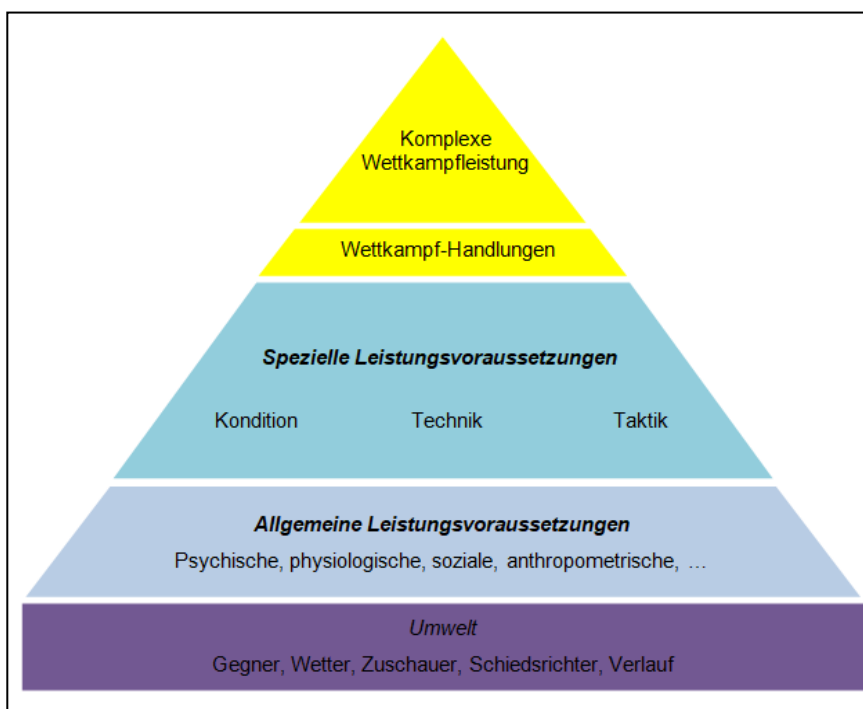 Komplexe
Wettkampfleistung
Wettkampf-Handlungen
Spezielle Leistungsvoraussetzungen
Kondition Technik Taktik
Allgemeine Leistungsvoraussetzungen
Psychische, physiologische, soziale, anthropometrische, ...
Umwelt
Gegner, Wetter, Zuschauer, Schiedsrichter, Verlauf